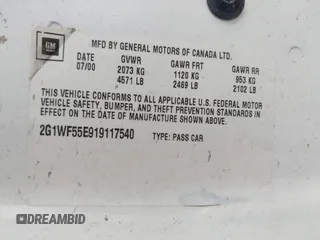 GM
MFD BY GENERAL MOTORS OF CANADA LTD.
DATE GVWR GAWR FRT GAWR RR
07/00 2073 KG 1120 KG 953 KG
4571 LB 2469 LB 2102 LB
THIS VEHICLE CONFORMS TO ALL APPLICABLE U.S. FEDERAL MOTOR
VEHICLE SAFETY, BUMPER, AND THEFT PREVENTION STANDARDS IN
EFFECT ON THE DATE OF MANUFACTURE SHOWN ABOVE.
2G1WF55E919117540 TYPE: PASS CAR
DREAMBID